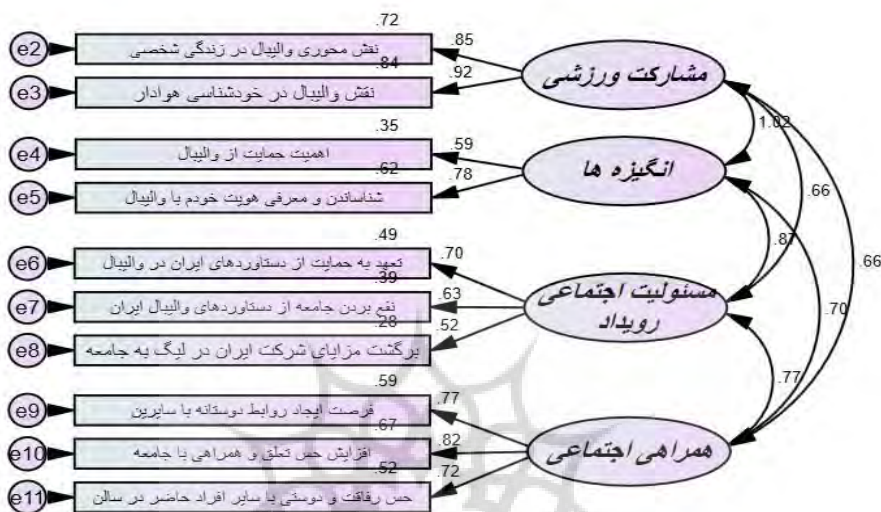 .72
e2 نقش محوری والیبال در زندگی شخصی .85
مشارکت ورزشی
.84
e3 نقش والیبال در خودشناسی هوادار .92
1.02
.35
e4 اهمیت حمایت از والیبال .59
انگیزه ها
.62
e5 شناساندن و معرفی هویت خودم با والیبال .78
.66
.49
e6 تعهد به حمایت از دستاوردهای ایران در والیبال .70
.87
.66
مسئولیت اجتماعی
رویداد
.39
e7 نفع بردن جامعه از دستاوردهای والیبال ایران .63
.70
.28
e8 برگشت مزایای شرکت ایران در لیگ به جامعه .52
.77
.59
e9 فرصت ایجاد روابط دوستانه با سایرین .77
.67
e10 افزایش حس تعلق و همراهی با جامعه .82
همراهی اجتماعی
.52
e11 حس رفاقت و دوستی با سایر افراد حاضر در سالن .72